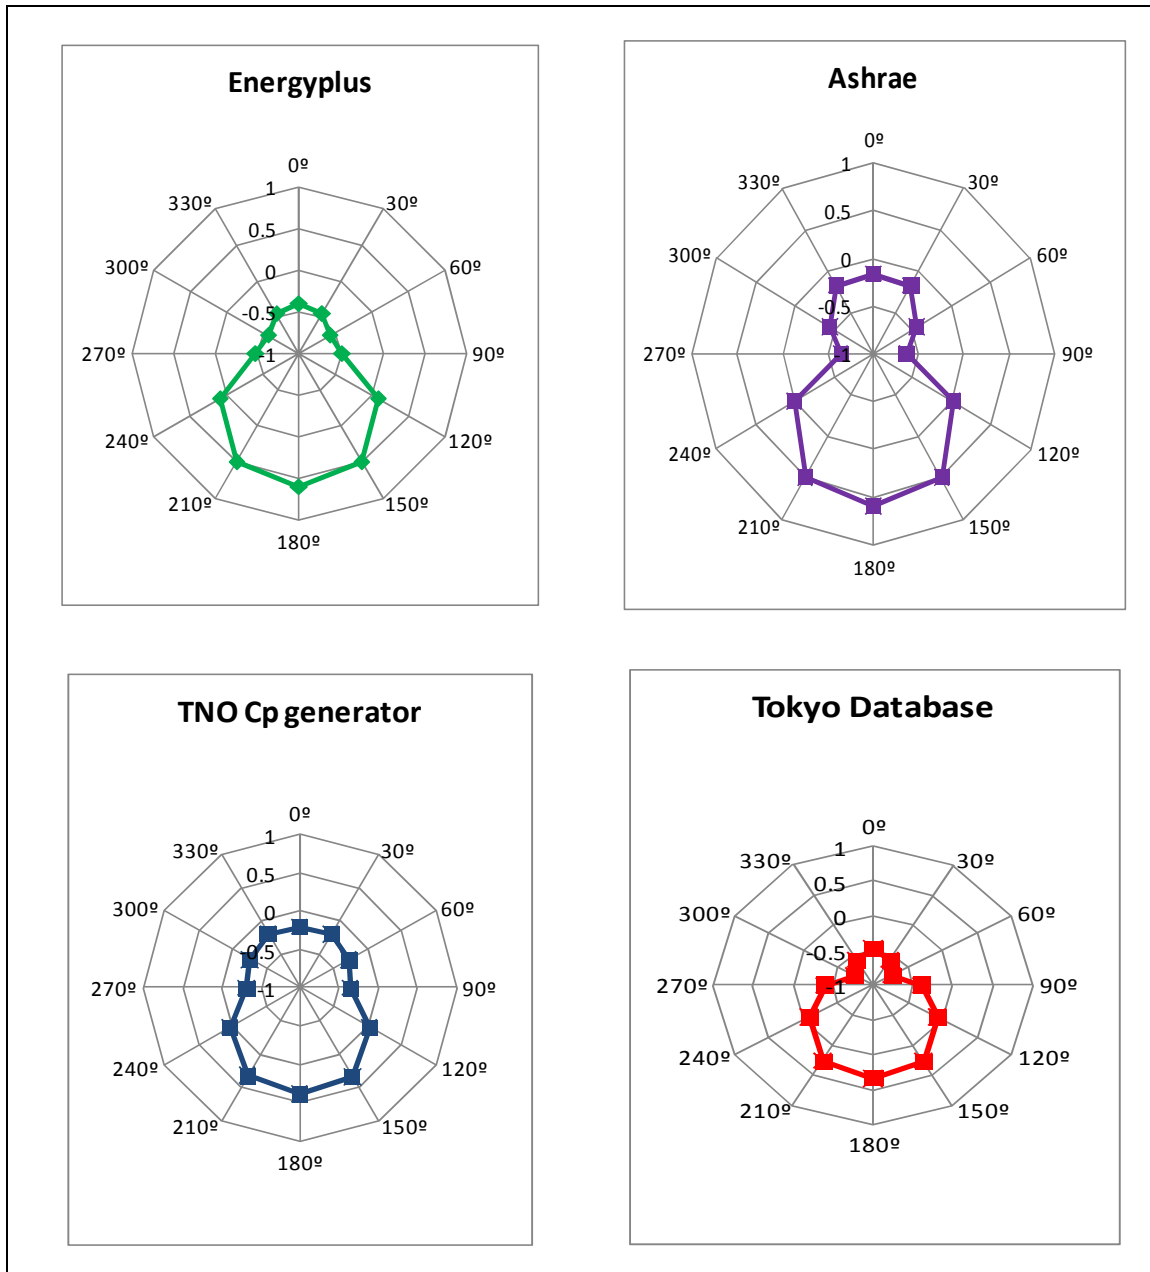 Energyplus
0º
1
330º
30º
0.5
300º
60º
0
-0.5
270º
-1
90º
240º
120º
210º
150º
180º
Ashrae
0º
1
330º
30º
0.5
300º
60º
0
-0.5
270º
-1
90º
240º
120º
210º
150º
180º
TNO Cp generator
0º
1
330º
30º
0.5
300º
60º
0
-0.5
270º
-1
90º
240º
120º
210º
150º
180º
Tokyo Database
0º
1
330º
30º
0.5
300º
60º
0
-0.5
270º
-1
90º
240º
120º
210º
150º
180º